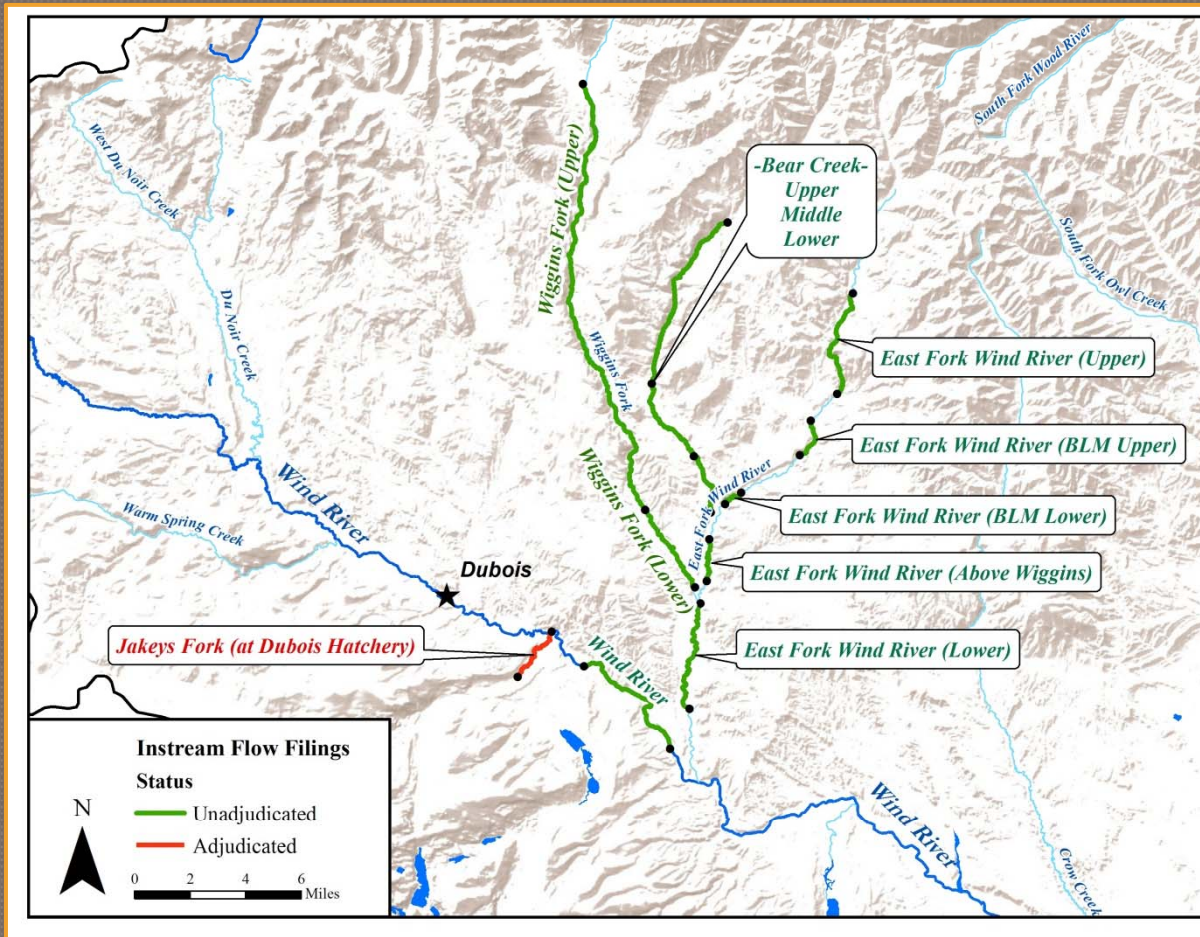 South Fork Wood River
West Du Noir Creek
-Bear Creek-
Upper
Middle
Lower
Wiggins Fork (Upper)
South Fork Owl Creek
Du Noir Creek
Wiggins Fork
East Fork Wind River (Upper)
East Fork Wind River (BLM Upper)
Wind River
Wiggins Fork (Lower)
East Fork Wind River
Warm Spring Creek
East Fork Wind River (BLM Lower)
Dubois
East Fork Wind River (Above Wiggins)
Jakeys Fork (at Dubois Hatchery)
Wind River
East Fork Wind River (Lower)
Instream Flow Filings
Status
N
Unadjudicated
Adjudicated
0 2 4 6
Miles
Wind River
Crow Creek